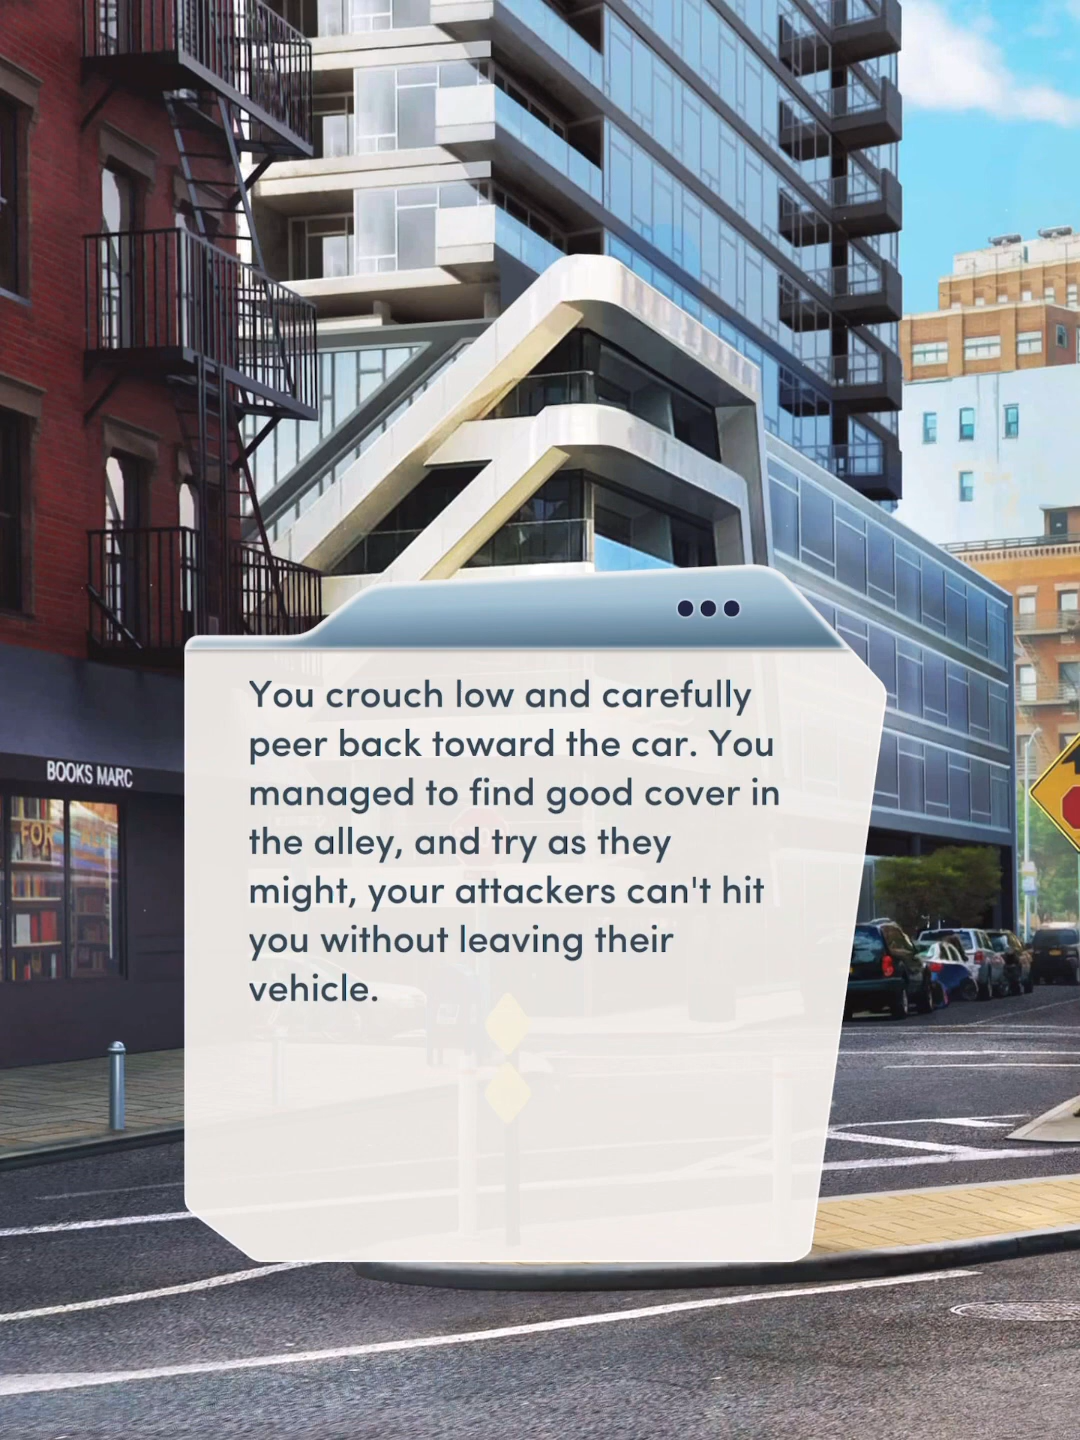 You crouch low and carefully
peer back toward the car. You
managed to find good cover in
the alley, and try as they
might, your attackers can't hit
you without leaving their
vehicle.
BOOKS MARC
FOR